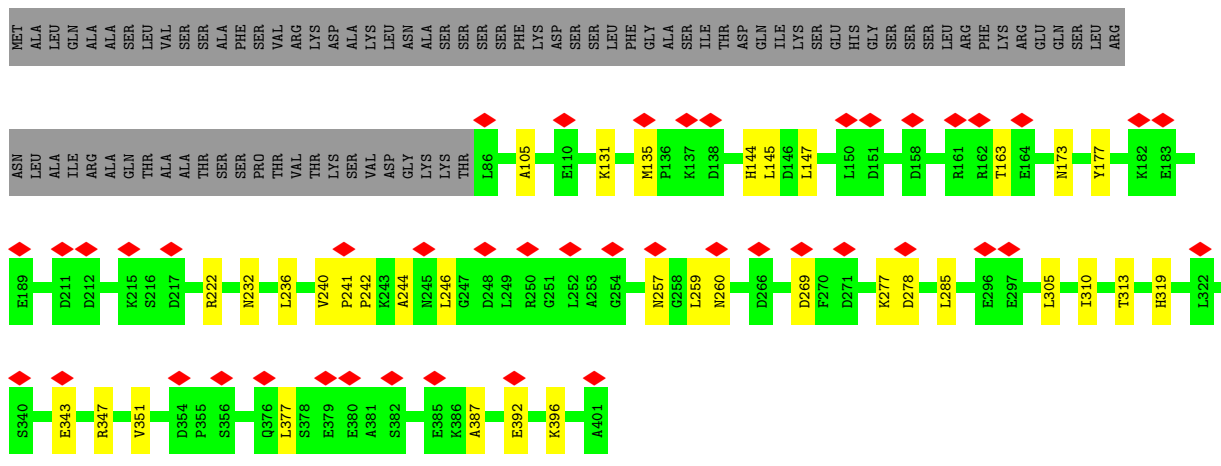 MET ALA LEU GLN ALA ALA SER LEU VAL SER SER ALA PHE SER VAL ARG LYS ASP ALA LYS LEU ASN ALA SER SER SER SER PHE LYS ASP SER SER LEU PHE GLY ALA SER ILE THR ASP GLN ILE LYS SER GLU HIS GLY SER SER SER LEU ARG PHE LYS ARG GLU GLN SER LEU ARG
ASN LEU ALA ILE ARG ALA GLN THR ALA ALA THR SER SER PRO THR VAL THR LYS SER VAL ASP GLY LYS LYS THR L86 A105 E110 K131 M135 P136 K137 D138 H144 L145 D146 L147 L150 D151 D158 R161 R162 T163 E164 N173 Y177 K182 E183
E189 D211 D212 K215 S216 D217 R222 N232 L236 V240 P241 P242 K243 A244 N245 L246 G247 D248 L249 R250 G251 L252 A253 G254 N257 G258 L259 N260 D266 D269 F270 D271 K277 D278 L285 E296 E297 L305 I310 T313 H319 L322
S340 E343 R347 V351 D354 P355 S356 Q376 L377 S378 E379 E380 A381 S382 E385 K386 A387 E392 K396 A401